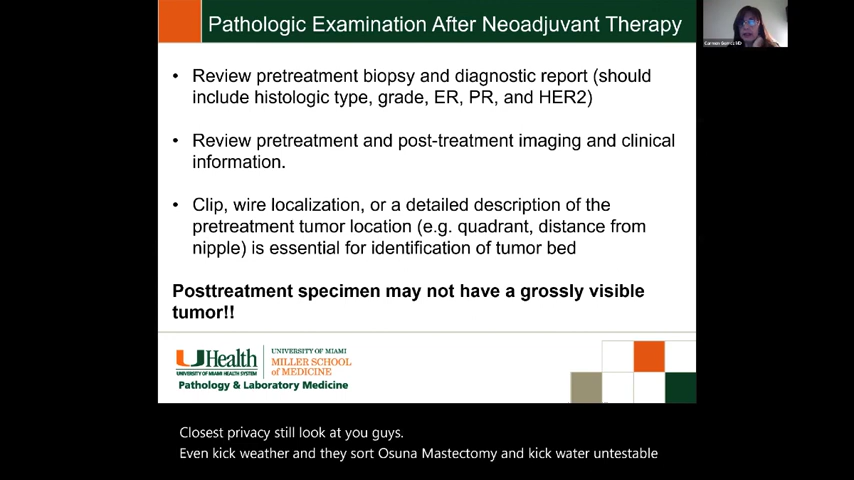 Pathologic Examination After Neoadjuvant Therapy
• Review pretreatment biopsy and diagnostic report (should
include histologic type, grade, ER, PR, and HER2)
• Review pretreatment and post-treatment imaging and clinical
information.
• Clip, wire localization, or a detailed description of the
pretreatment tumor location (e.g. quadrant, distance from
nipple) is essential for identification of tumor bed
Posttreatment specimen may not have a grossly visible
tumor!!
UHealth
UNIVERSITY OF MIAMI HEALTH SYSTEM
UNIVERSITY OF MIAMI
MILLER SCHOOL
of MEDICINE
Pathology & Laboratory Medicine
Carmen
Closest privacy still look at you guys.
Even kick weather and they sort Osuna Mastectomy and kick water untestable